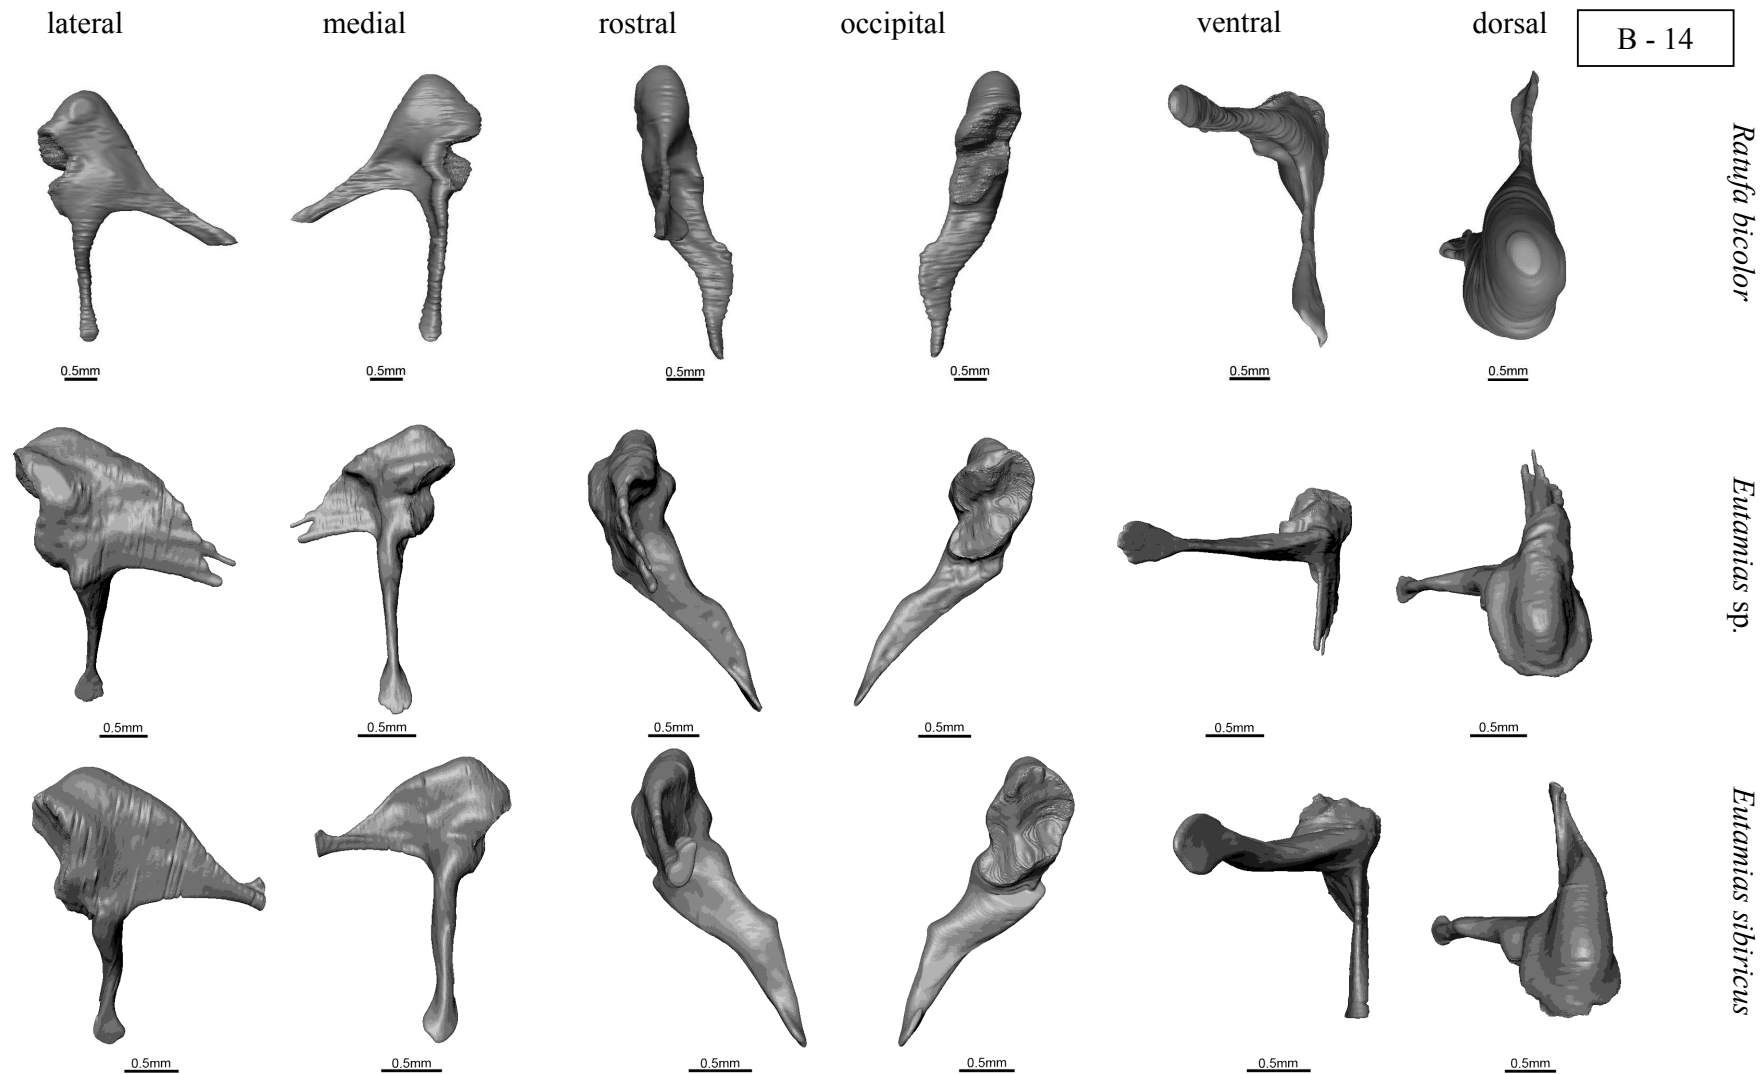 lateral medial rostral occipital ventral dorsal
B - 14
Ratufa bicolor
0.5mm 0.5mm 0.5mm 0.5mm 0.5mm 0.5mm
Eutamias sp.
0.5mm 0.5mm 0.5mm 0.5mm 0.5mm 0.5mm
Eutamias sibiricus
0.5mm 0.5mm 0.5mm 0.5mm 0.5mm 0.5mm